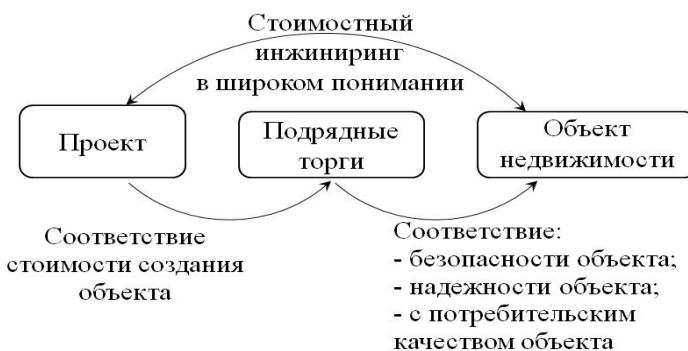 Стоимостный
инжиниринг
в широком понимании
Проект
Подрядные
торги
Объект
недвижимости
Соответствие
стоимости создания
объекта
Соответствие:
- безопасности объекта;
- надежности объекта;
- с потребительским
качеством объекта